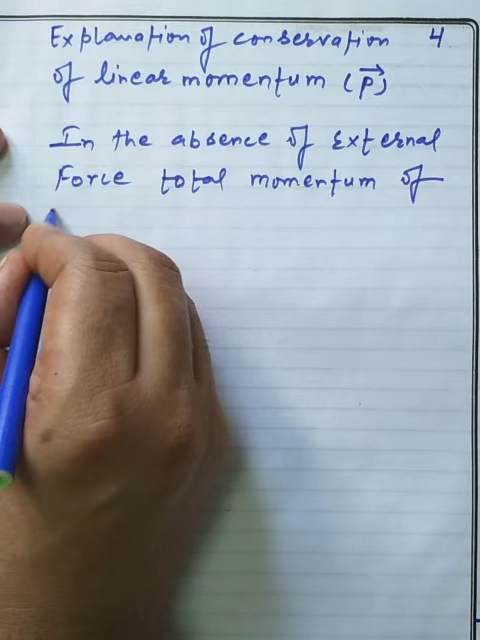 Explanation of conservation 4
of linear momentum (P⃗)
In the absence of External
Force total momentum of